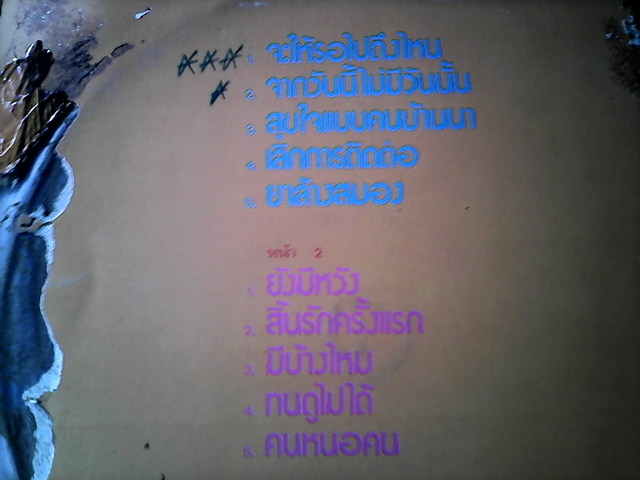 1. จะให้รอไปถึงไหน
2. จากวันนี้ไม่มีวันนั้น
3. สุขใจแบบคนบ้านนา
4. เลิกการติดต่อ
5. ยาล้างสมอง
หน้า 2
1. ยังมีหวัง
2. สิ้นรักครั้งแรก
3. มีบ้างไหม
4. ทนดูไม่ได้
5. คนหนอคน